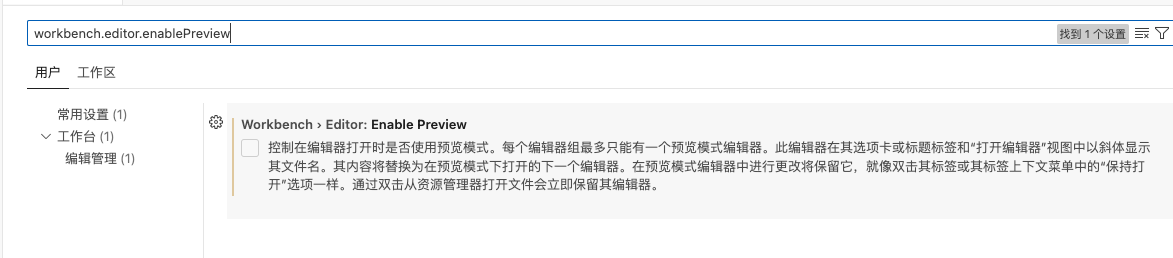 workbench.editor.enablePreview
找到 1 个设置
用户
工作区
常用设置 (1)
工作台 (1)
编辑管理 (1)
Workbench › Editor: Enable Preview
控制在编辑器打开时是否使用预览模式。每个编辑器组最多只能有一个预览模式编辑器。此编辑器在其选项卡或标题标签和“打开编辑器”视图中以斜体显示
其文件名。其内容将替换为在预览模式下打开的下一个编辑器。在预览模式编辑器中进行更改将保留它，就像双击其标签或其标签上下文菜单中的“保持打
开”选项一样。通过双击从资源管理器打开文件会立即保留其编辑器。